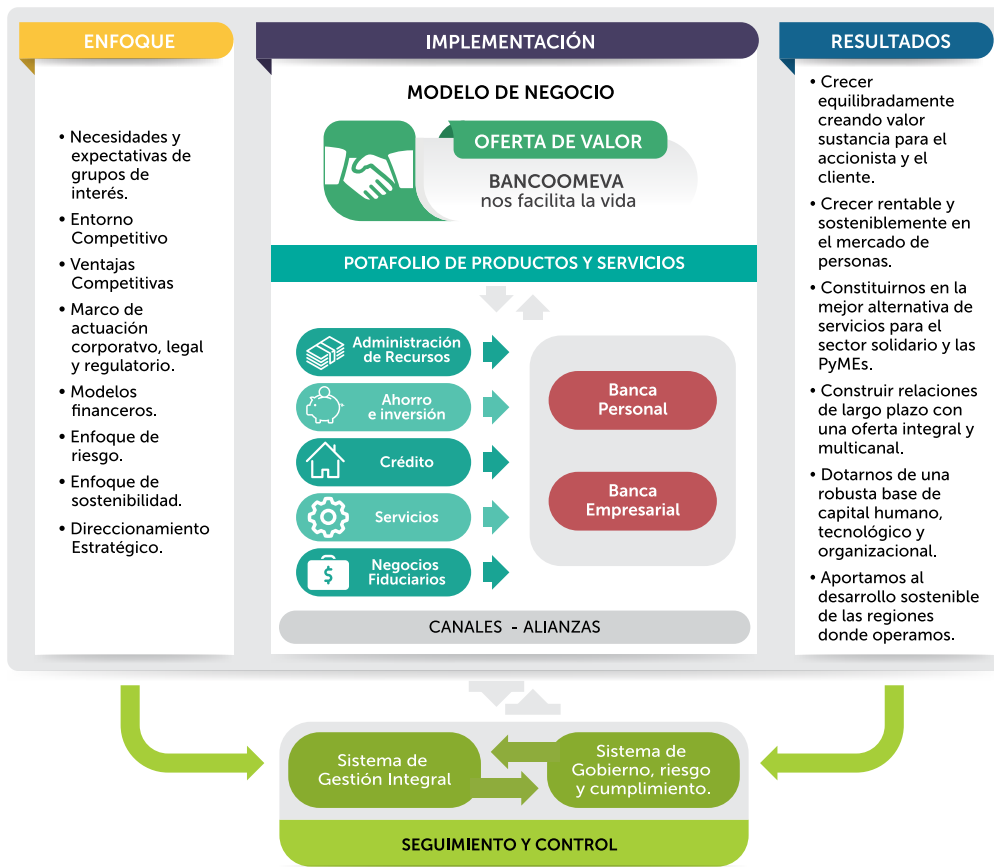 ENFOQUE
• Necesidades y
expectativas de
grupos de
interés.
• Entorno
Competitivo
• Ventajas
Competitivas
• Marco de
actuación
corporatvo, legal
y regulatorio.
• Modelos
financieros.
• Enfoque de
riesgo.
• Enfoque de
sostenibilidad.
• Direccionamiento
Estratégico.
IMPLEMENTACIÓN
MODELO DE NEGOCIO
OFERTA DE VALOR
BANCOOMEVA
nos facilita la vida
POTAFOLIO DE PRODUCTOS Y SERVICIOS
Administración
de Recursos
Ahorro
e inversión
Crédito
Servicios
$
Negocios
Fiduciarios
Banca
Personal
Banca
Empresarial
CANALES - ALIANZAS
RESULTADOS
• Crecer
equilibradamente
creando valor
sustancia para el
accionista y el
cliente.
• Crecer rentable y
sosteniblemente en
el mercado de
personas.
• Constituirnos en la
mejor alternativa de
servicios para el
sector solidario y las
PyMEs.
• Construir relaciones
de largo plazo con
una oferta integral y
multicanal.
• Dotarnos de una
robusta base de
capital humano,
tecnológico y
organizacional.
• Aportamos al
desarrollo sostenible
de las regiones
donde operamos.
Sistema de
Gestión Integral
Sistema de
Gobierno, riesgo
y cumplimiento.
SEGUIMIENTO Y CONTROL